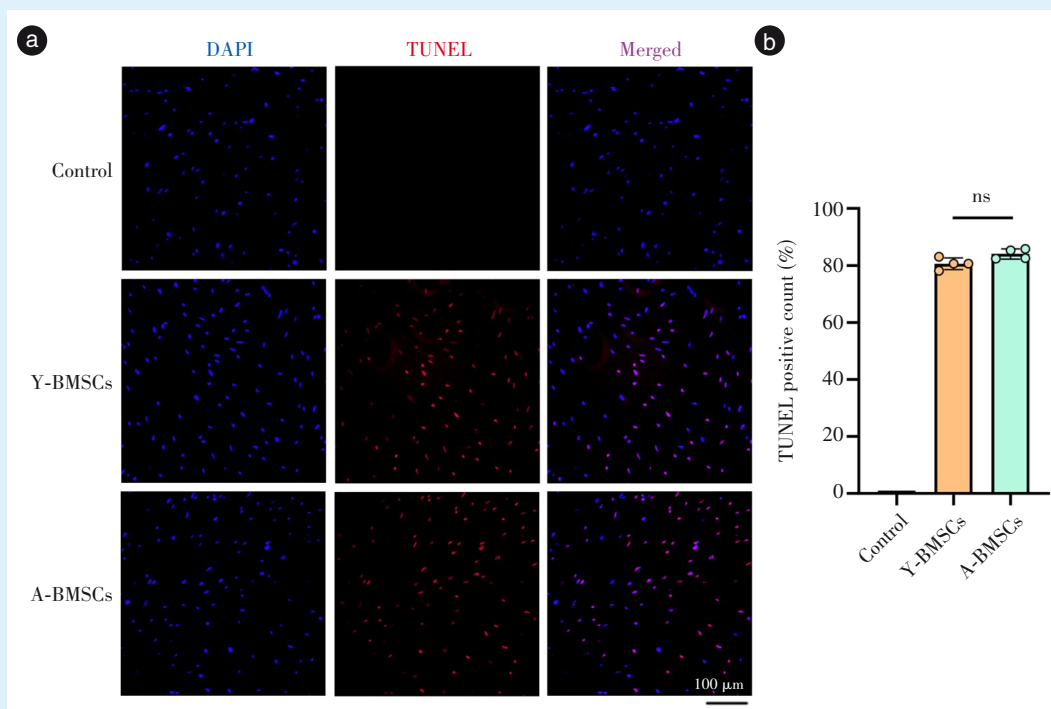 a
DAPI TUNEL Merged
Control
Y-BMSCs
A-BMSCs
100 μm
b
ns
TUNEL positive count (%)
100
80
60
40
20
0
Control
Y-BMSCs
A-BMSCs